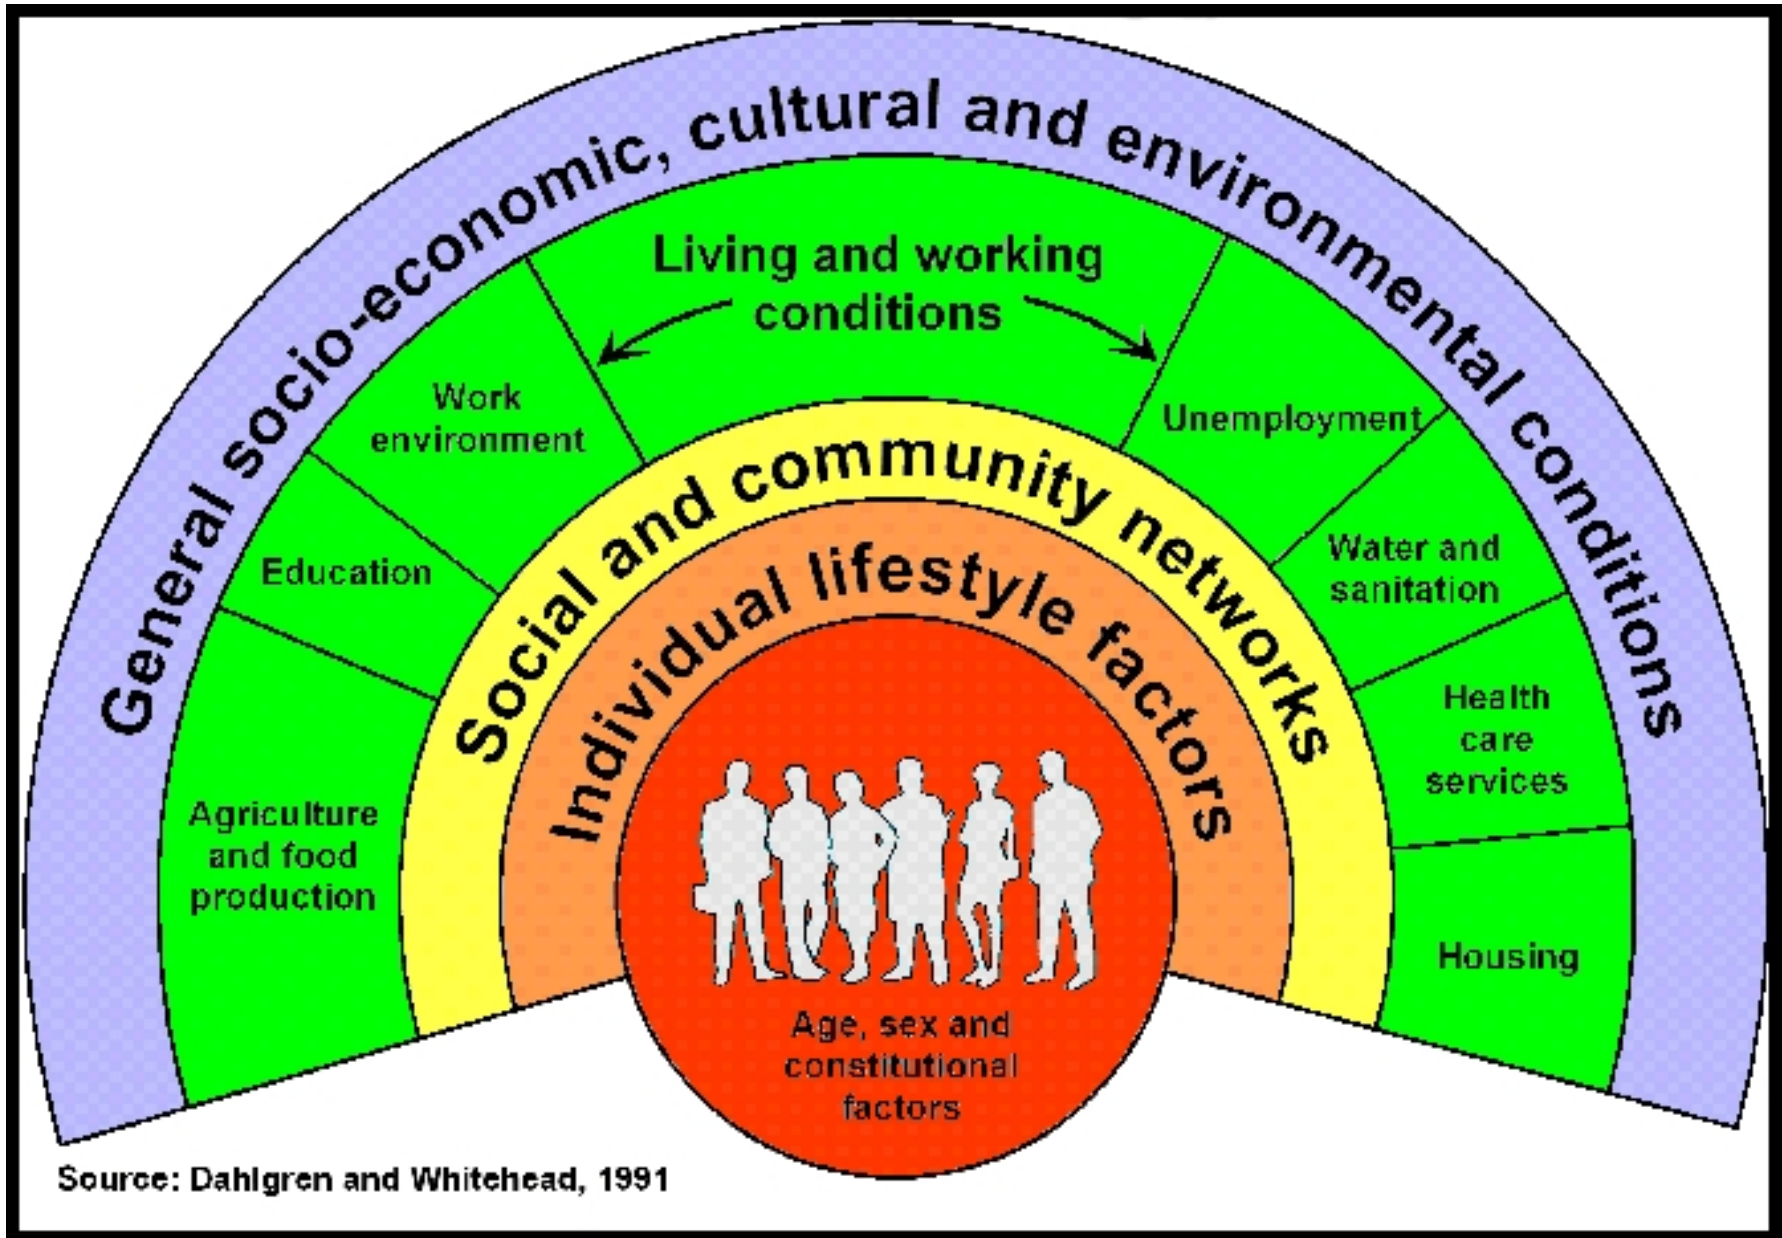 General socio-economic, cultural and environmental conditions
Living and working
conditions
Work
environment
Unemployment
Education
Water and
sanitation
Agriculture
and food
production
Health
care
services
Housing
Social and community networks
Individual lifestyle factors
Age, sex and
constitutional
factors
Source: Dahlgren and Whitehead, 1991